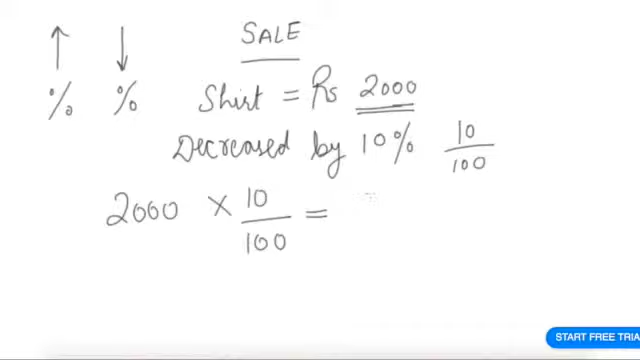 SALE
↑ ↓
% %
Shirt = Rs 2000
Decreased by 10% 10/100
2000 × 10/100 =
START FREE TRIA